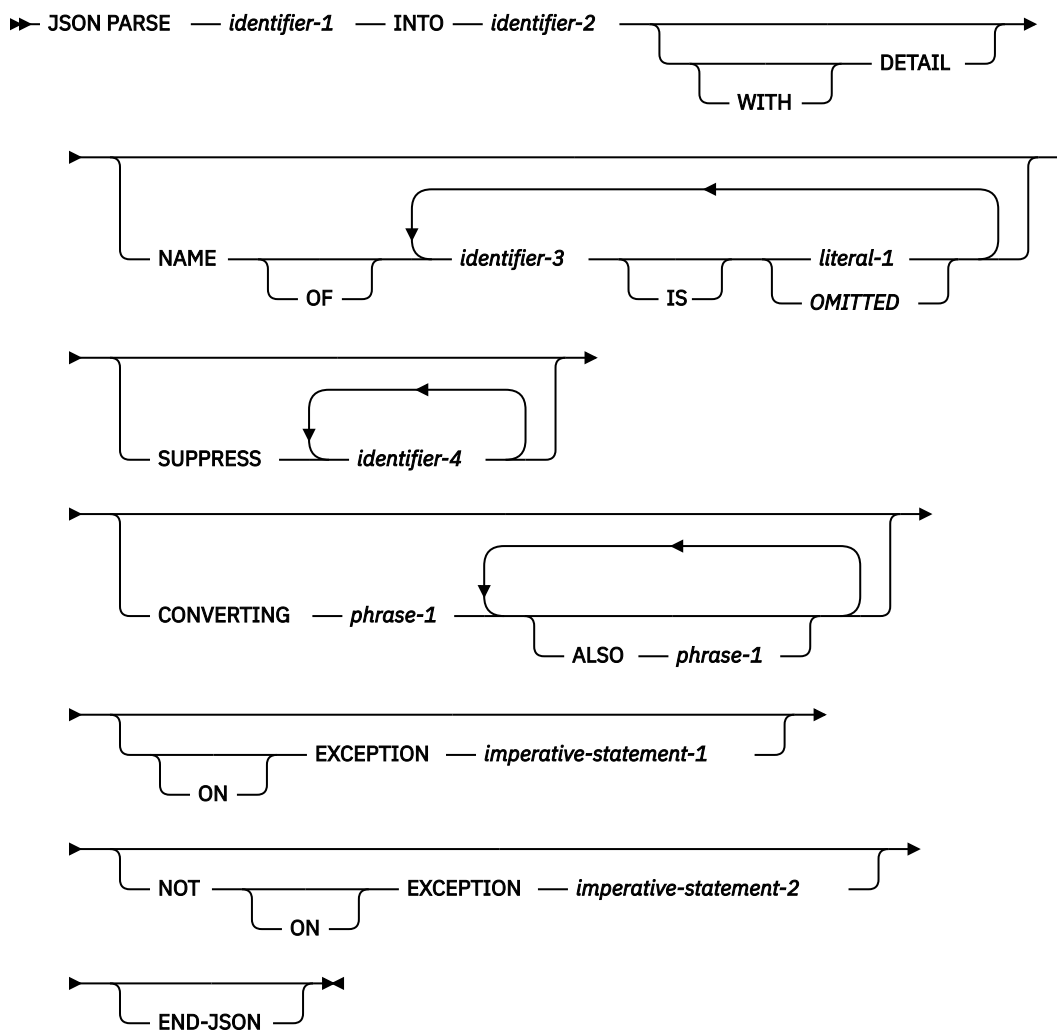 JSON PARSE identifier-1 INTO identifier-2
DETAIL
WITH
NAME identifier-3 literal-1
OF IS OMITTED
SUPPRESS identifier-4
CONVERTING phrase-1
ALSO phrase-1
EXCEPTION imperative-statement-1
ON
NOT EXCEPTION imperative-statement-2
ON
END-JSON